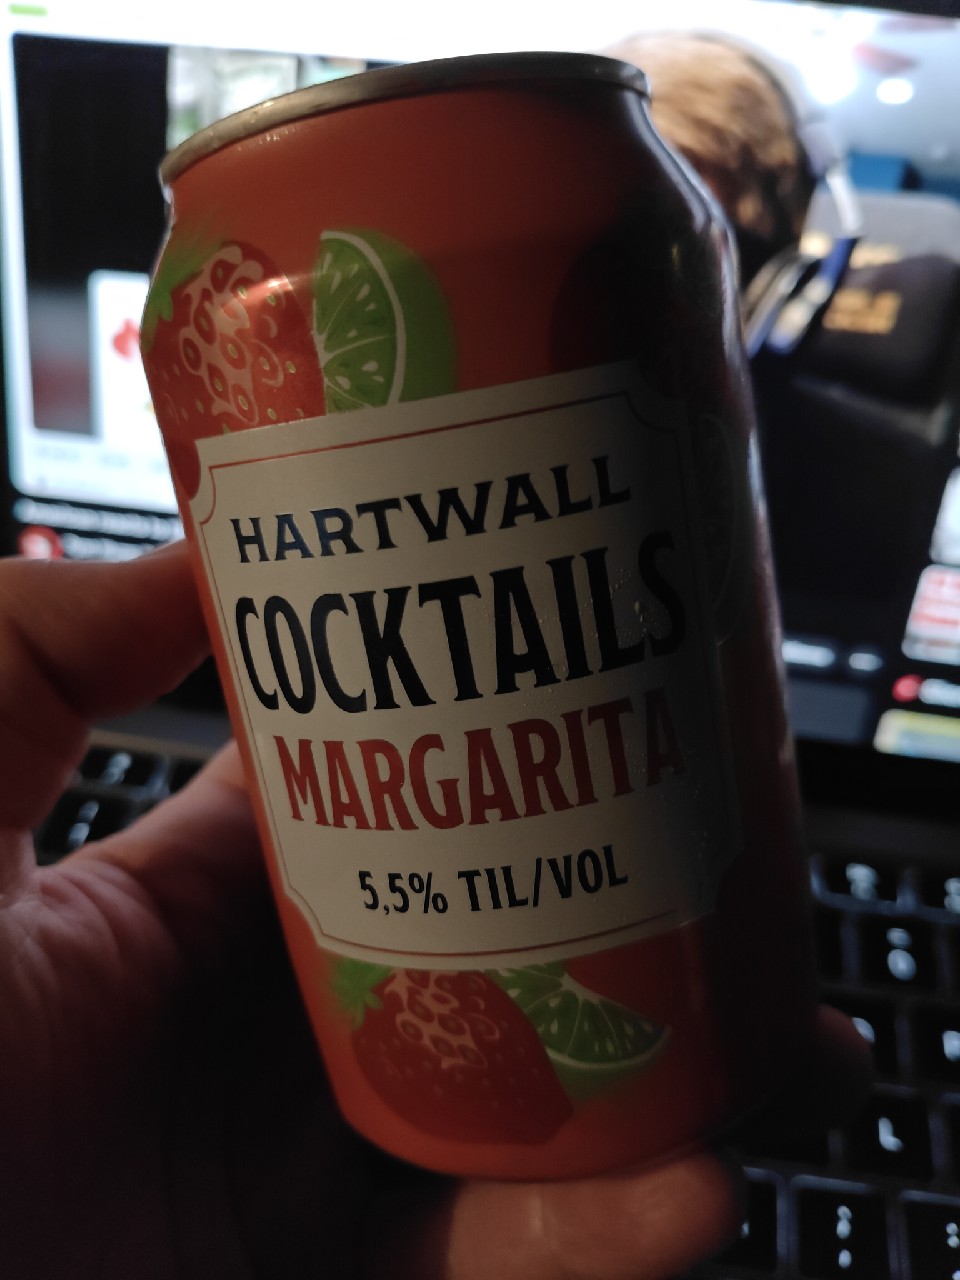 HARTWALL
COCKTAILS
MARGARITA
5,5% TIL/VOL